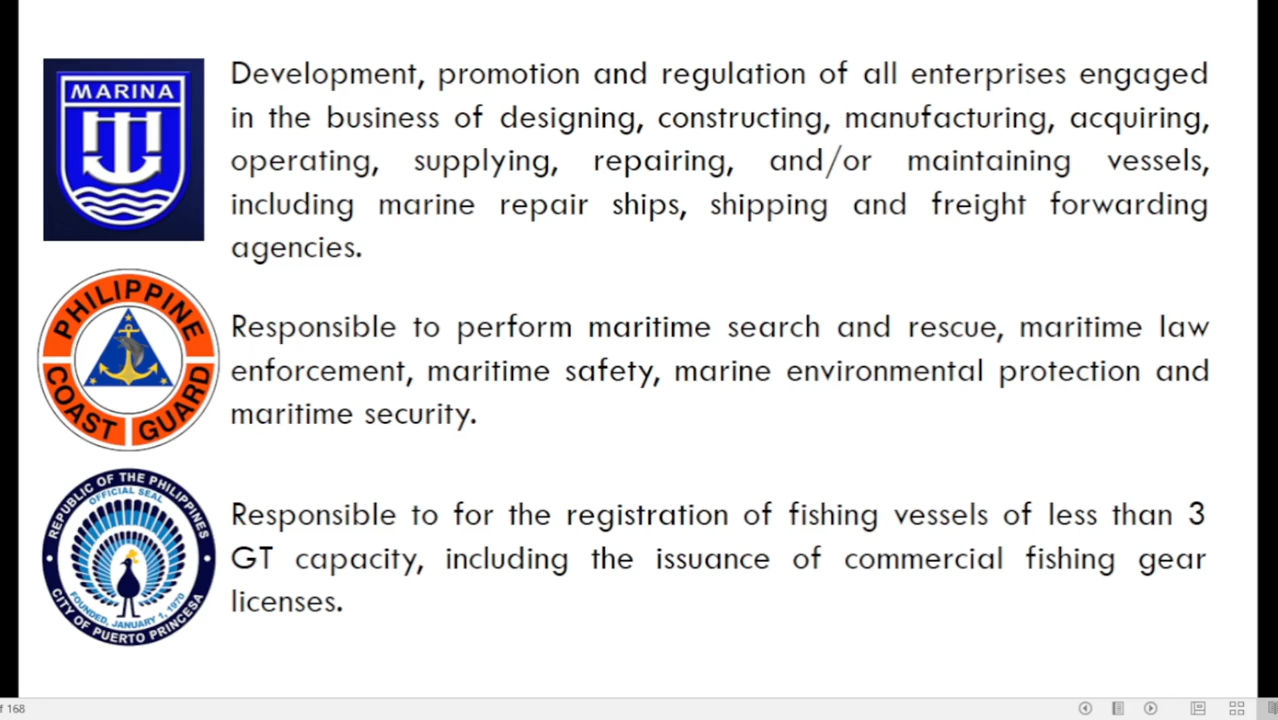 MARINA
Development, promotion and regulation of all enterprises engaged
in the business of designing, constructing, manufacturing, acquiring,
operating, supplying, repairing, and/or maintaining vessels,
including marine repair ships, shipping and freight forwarding
agencies.
PHILIPPINE
COAST GUARD
Responsible to perform maritime search and rescue, maritime law
enforcement, maritime safety, marine environmental protection and
maritime security.
REPUBLIC OF THE PHILIPPINES
OFFICIAL SEAL
FOUNDED, JANUARY 1, 1970
CITY OF PUERTO PRINCESA
Responsible to for the registration of fishing vessels of less than 3
GT capacity, including the issuance of commercial fishing gear
licenses.
f 168